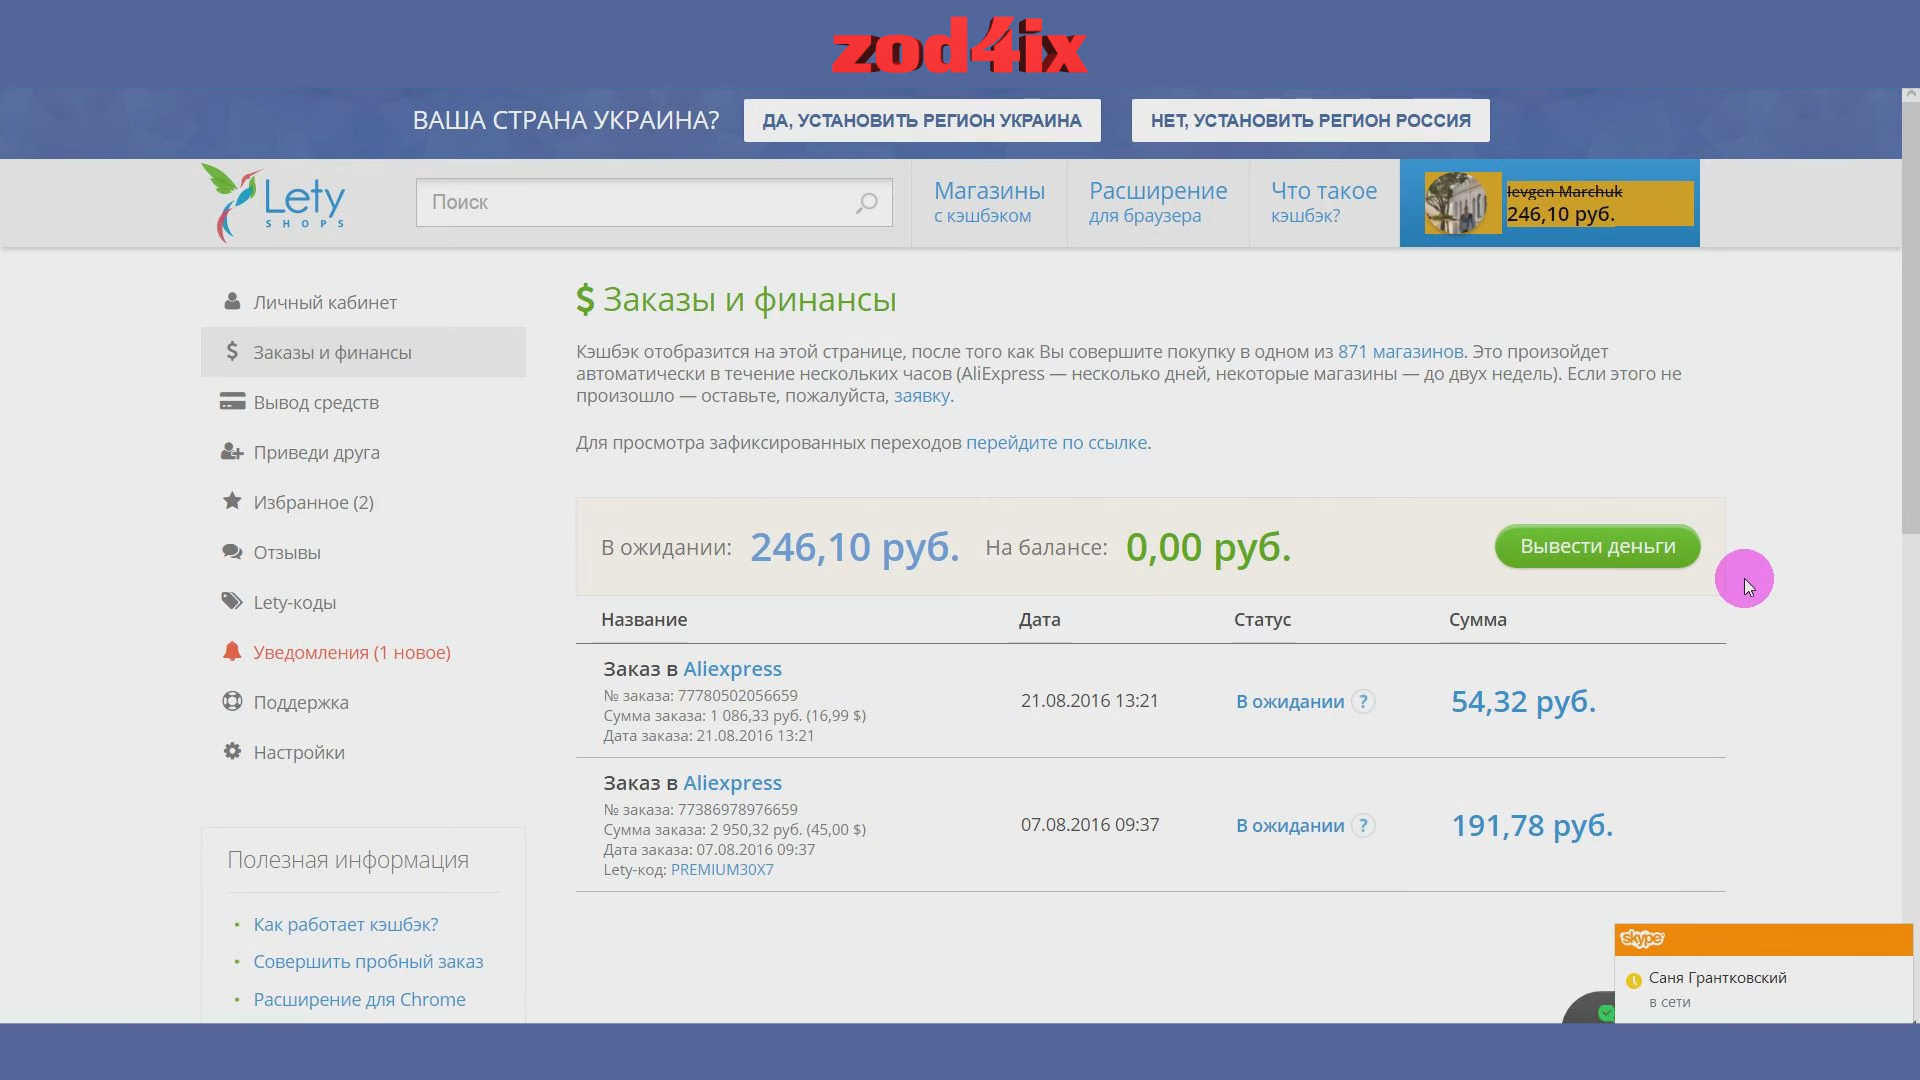 zod4ix
ВАША СТРАНА УКРАИНА?
ДА, УСТАНОВИТЬ РЕГИОН УКРАИНА
НЕТ, УСТАНОВИТЬ РЕГИОН РОССИЯ
Lety
SHOPS
Поиск
Магазины
с кэшбэком
Расширение
для браузера
Что такое
кэшбэк?
Ievgen Marchuk
246,10 руб.
Личный кабинет
Заказы и финансы
Вывод средств
Приведи друга
Избранное (2)
Отзывы
Lety-коды
Уведомления (1 новое)
Поддержка
Настройки
Полезная информация
Как работает кэшбэк?
Совершить пробный заказ
Расширение для Chrome
$ Заказы и финансы
Кэшбэк отобразится на этой странице, после того как Вы совершите покупку в одном из 871 магазинов. Это произойдет
автоматически в течение нескольких часов (AliExpress — несколько дней, некоторые магазины — до двух недель). Если этого не
произошло — оставьте, пожалуйста, заявку.
Для просмотра зафиксированных переходов перейдите по ссылке.
В ожидании: 246,10 руб. На балансе: 0,00 руб.
Вывести деньги
Название Дата Статус Сумма
Заказ в Aliexpress
№ заказа: 77780502056659
Сумма заказа: 1 086,33 руб. (16,99 $)
Дата заказа: 21.08.2016 13:21
21.08.2016 13:21
В ожидании ?
54,32 руб.
Заказ в Aliexpress
№ заказа: 77386978976659
Сумма заказа: 2 950,32 руб. (45,00 $)
Дата заказа: 07.08.2016 09:37
Lety-код: PREMIUM30X7
07.08.2016 09:37
В ожидании ?
191,78 руб.
skype
Саня Грантковский
в сети